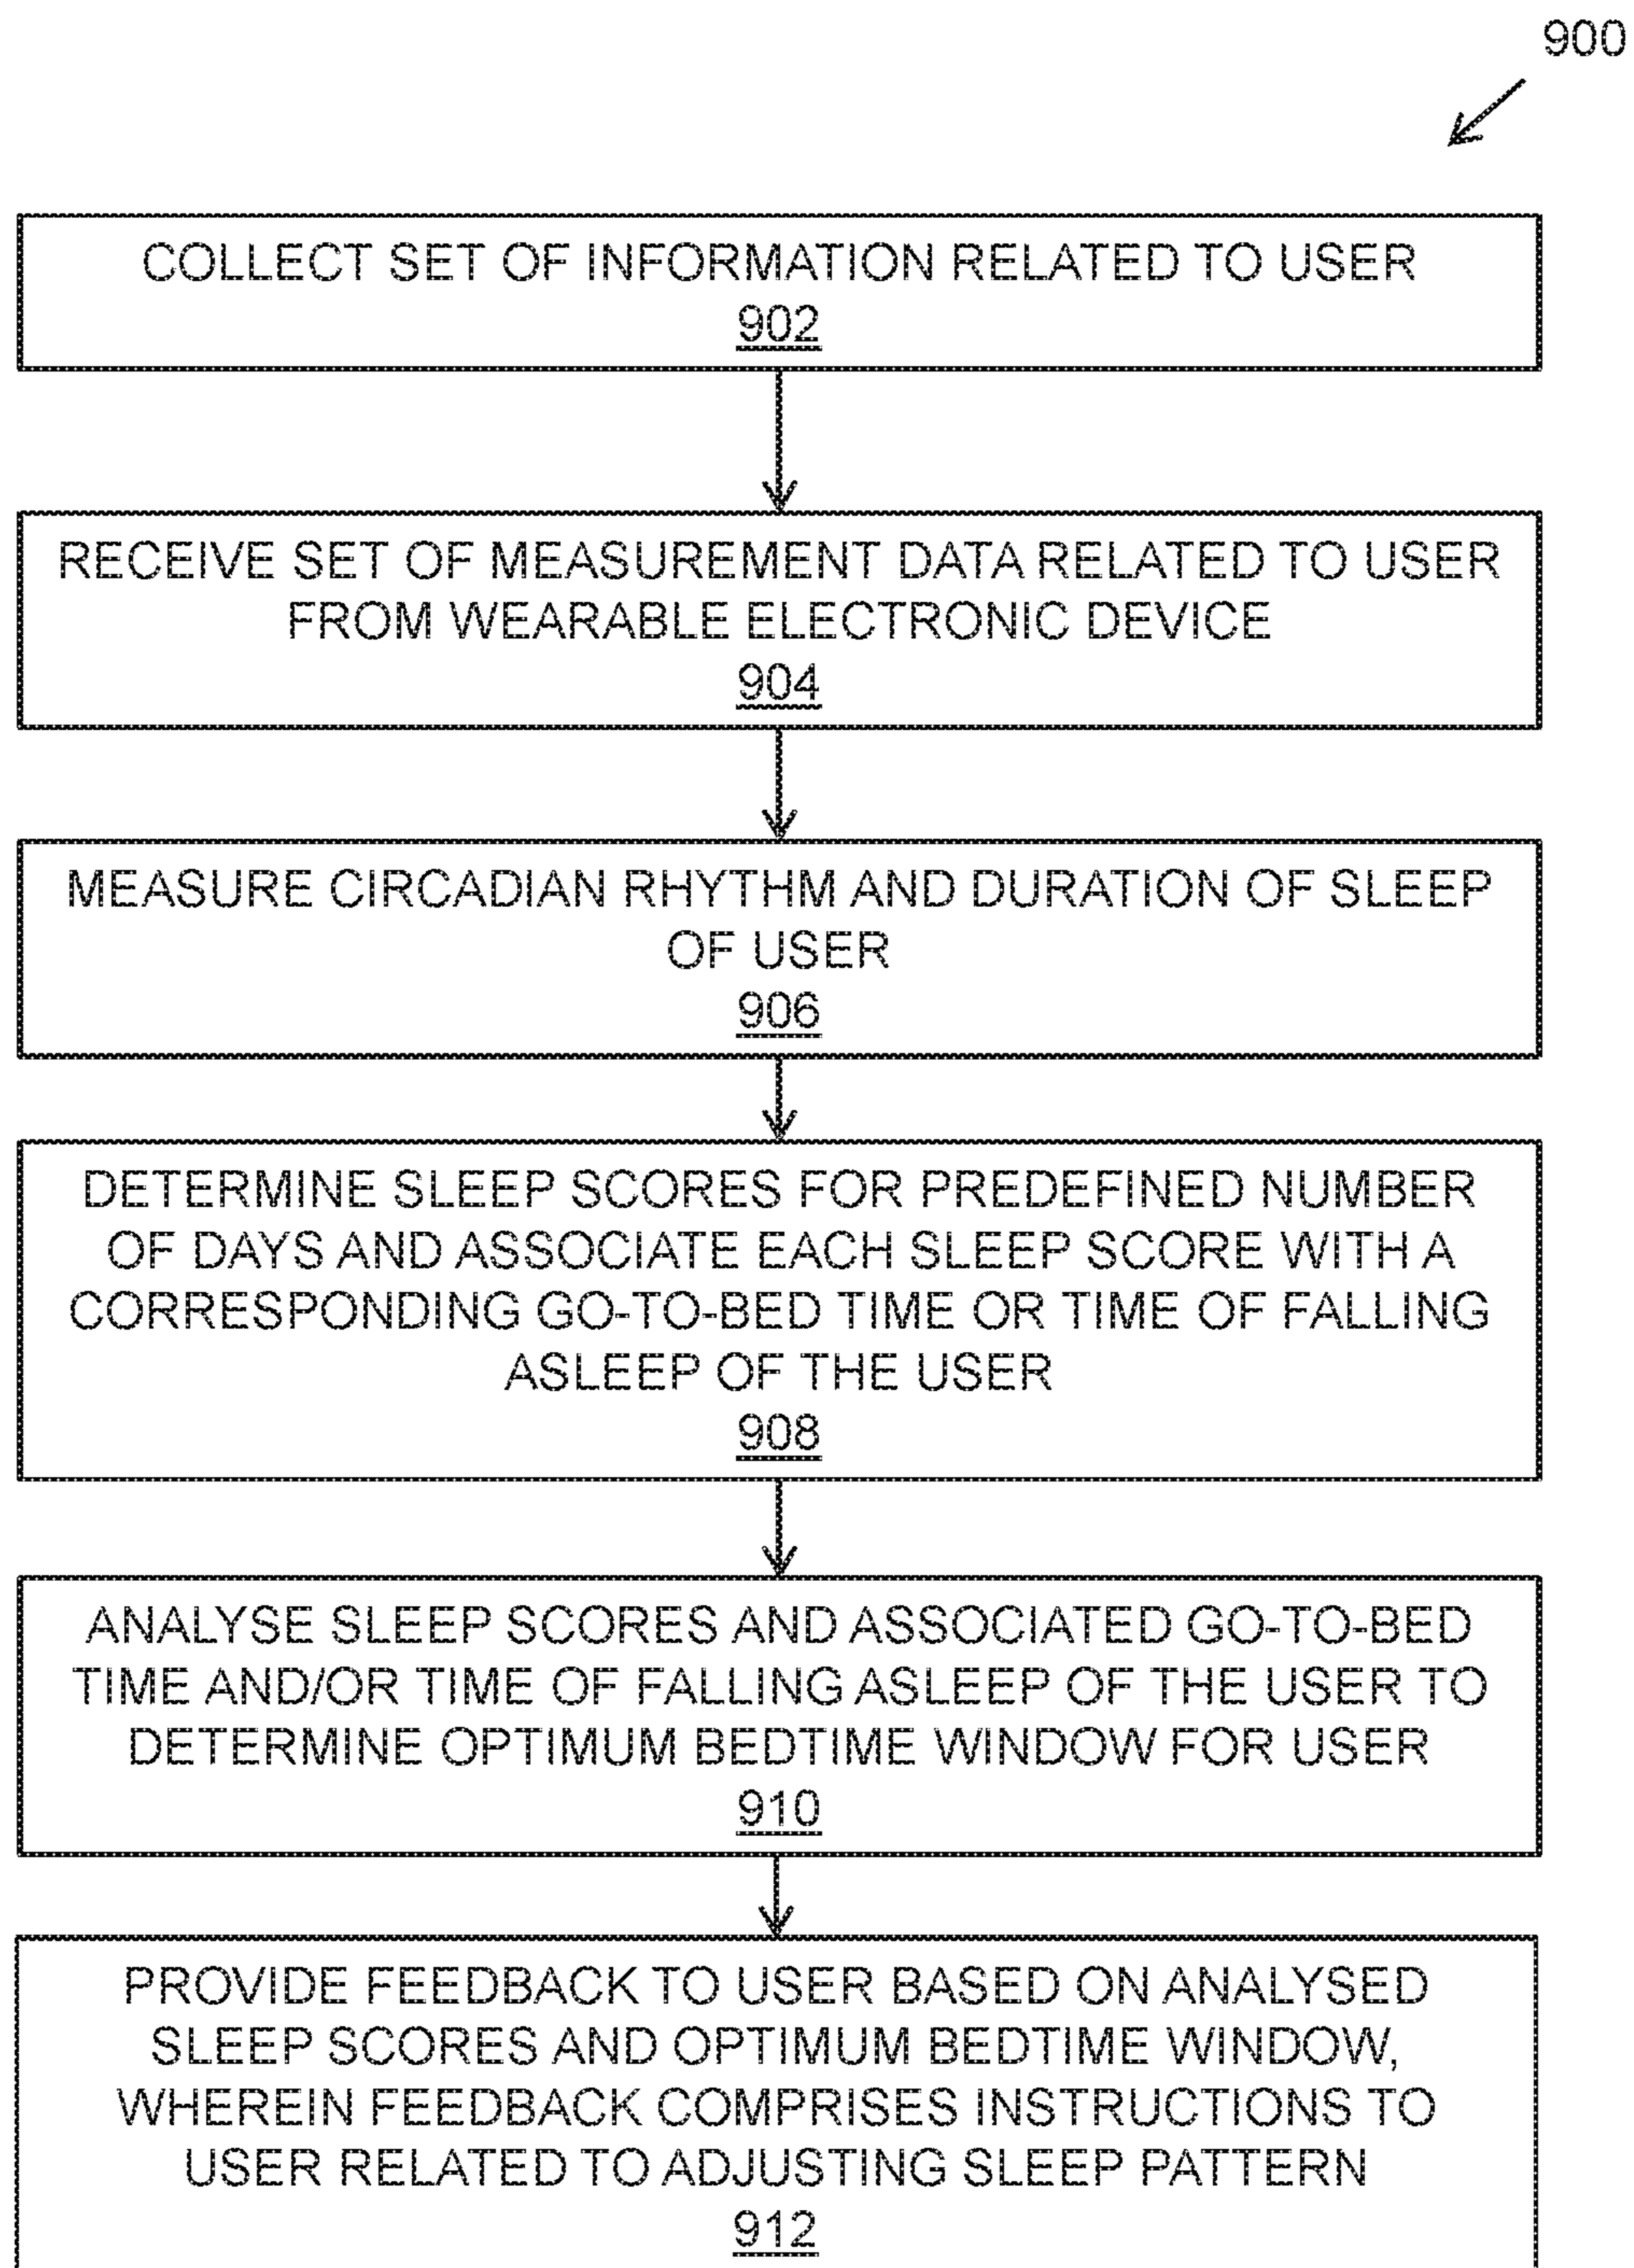 900
COLLECT SET OF INFORMATION RELATED TO USER
902
RECEIVE SET OF MEASUREMENT DATA RELATED TO USER
FROM WEARABLE ELECTRONIC DEVICE
904
MEASURE CIRCADIAN RHYTHM AND DURATION OF SLEEP
OF USER
906
DETERMINE SLEEP SCORES FOR PREDEFINED NUMBER
OF DAYS AND ASSOCIATE EACH SLEEP SCORE WITH A
CORRESPONDING GO-TO-BED TIME OR TIME OF FALLING
ASLEEP OF THE USER
908
ANALYSE SLEEP SCORES AND ASSOCIATED GO-TO-BED
TIME AND/OR TIME OF FALLING ASLEEP OF THE USER TO
DETERMINE OPTIMUM BEDTIME WINDOW FOR USER
910
PROVIDE FEEDBACK TO USER BASED ON ANALYSED
SLEEP SCORES AND OPTIMUM BEDTIME WINDOW,
WHEREIN FEEDBACK COMPRISES INSTRUCTIONS TO
USER RELATED TO ADJUSTING SLEEP PATTERN
912